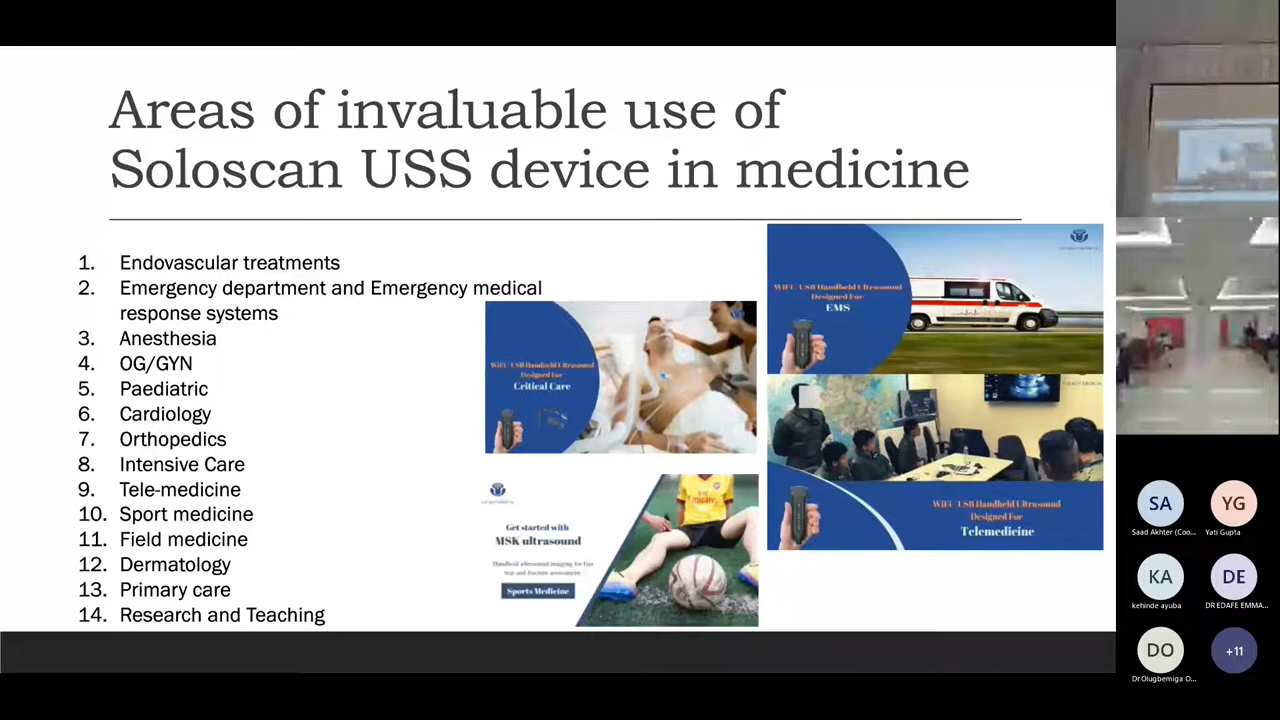 Areas of invaluable use of
Soloscan USS device in medicine
1. Endovascular treatments
2. Emergency department and Emergency medical
response systems
3. Anesthesia
4. OG/GYN
5. Paediatric
6. Cardiology
7. Orthopedics
8. Intensive Care
9. Tele-medicine
10. Sport medicine
11. Field medicine
12. Dermatology
13. Primary care
14. Research and Teaching
WiFi / USB Handheld Ultrasound
Designed For
Critical Care
Get started with
MSK ultrasound
Handheld ultrasound imaging for
tear and fracture assessment.
Sports Medicine
WiFi / USB Handheld Ultrasound
Designed For
EMS
WiFi / USB Handheld Ultrasound
Designed For
Telemedicine
SA
YG
Saad Akhter (Coo...
Yati Gupta
KA
DE
kehinde ayuba
DR EDAFE EMMA...
DO
+11
Dr Olugbemiga O...